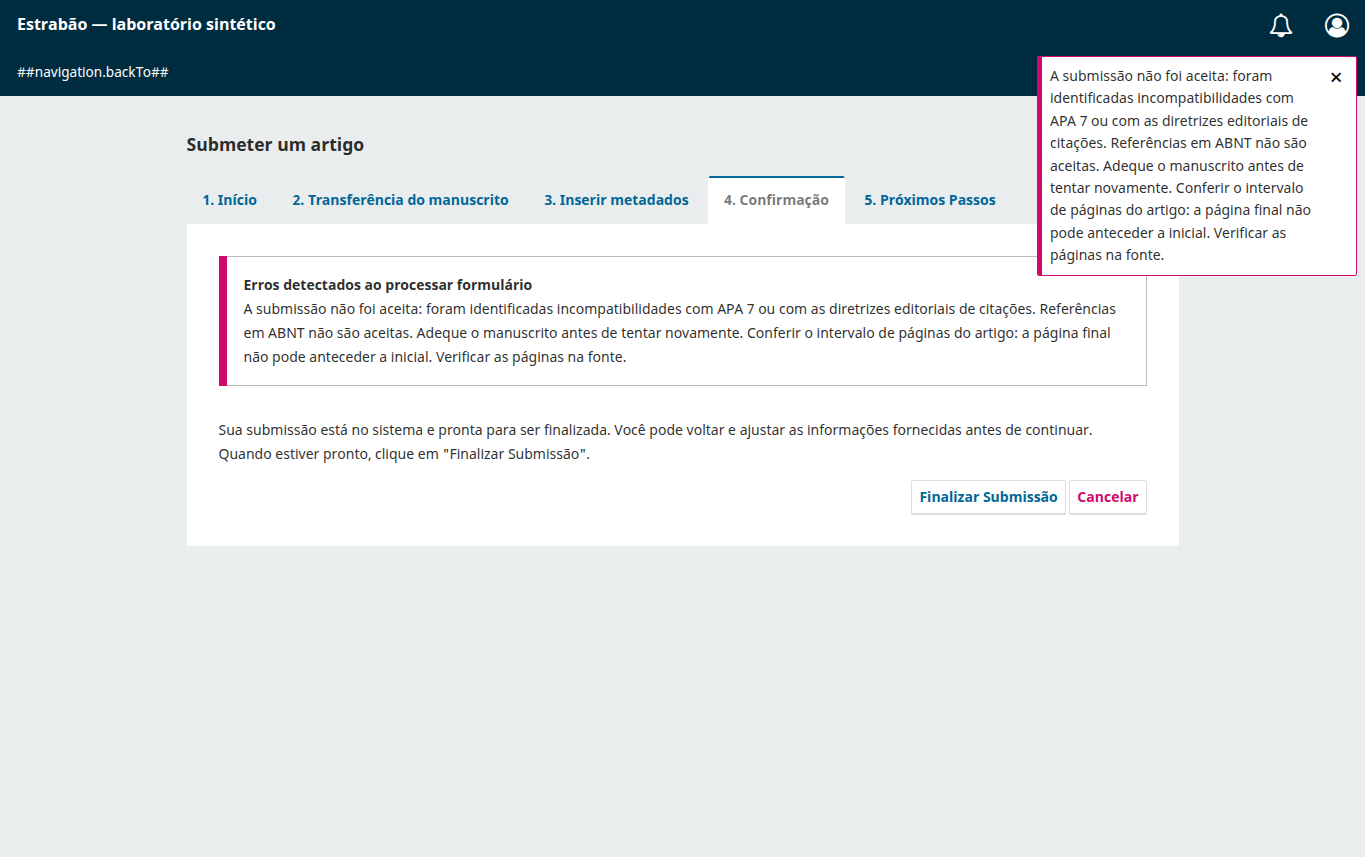 Estrabão — laboratório sintético
##navigation.backTo##
A submissão não foi aceita: foram
identificadas incompatibilidades com
APA 7 ou com as diretrizes editoriais de
citações. Referências em ABNT não são
aceitas. Adeque o manuscrito antes de
tentar novamente. Conferir o intervalo
de páginas do artigo: a página final não
pode anteceder a inicial. Verificar as
páginas na fonte.
Submeter um artigo
1. Início 2. Transferência do manuscrito 3. Inserir metadados 4. Confirmação 5. Próximos Passos
Erros detectados ao processar formulário
A submissão não foi aceita: foram identificadas incompatibilidades com APA 7 ou com as diretrizes editoriais de citações. Referências
em ABNT não são aceitas. Adeque o manuscrito antes de tentar novamente. Conferir o intervalo de páginas do artigo: a página final
não pode anteceder a inicial. Verificar as páginas na fonte.
Sua submissão está no sistema e pronta para ser finalizada. Você pode voltar e ajustar as informações fornecidas antes de continuar.
Quando estiver pronto, clique em "Finalizar Submissão".
Finalizar Submissão Cancelar